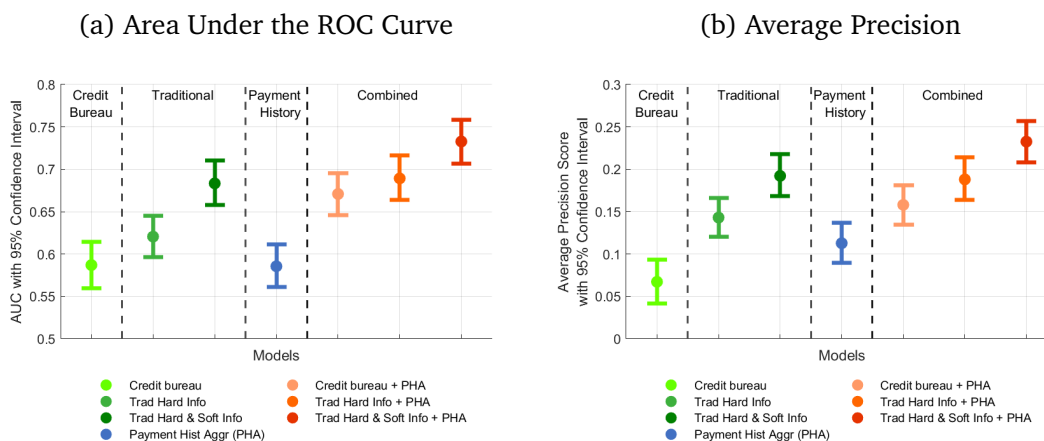 (a) Area Under the ROC Curve
AUC with 95% Confidence Interval
0.8
0.75
0.7
0.65
0.6
0.55
0.5
Credit
Bureau
Traditional
Payment
History
Combined
Models
Credit bureau
Trad Hard Info
Trad Hard & Soft Info
Payment Hist Aggr (PHA)
Credit bureau + PHA
Trad Hard Info + PHA
Trad Hard & Soft Info + PHA
(b) Average Precision
Average Precision Score
with 95% Confidence Interval
0.3
0.25
0.2
0.15
0.1
0.05
0
Credit
Bureau
Traditional
Payment
History
Combined
Models
Credit bureau
Trad Hard Info
Trad Hard & Soft Info
Payment Hist Aggr (PHA)
Credit bureau + PHA
Trad Hard Info + PHA
Trad Hard & Soft Info + PHA